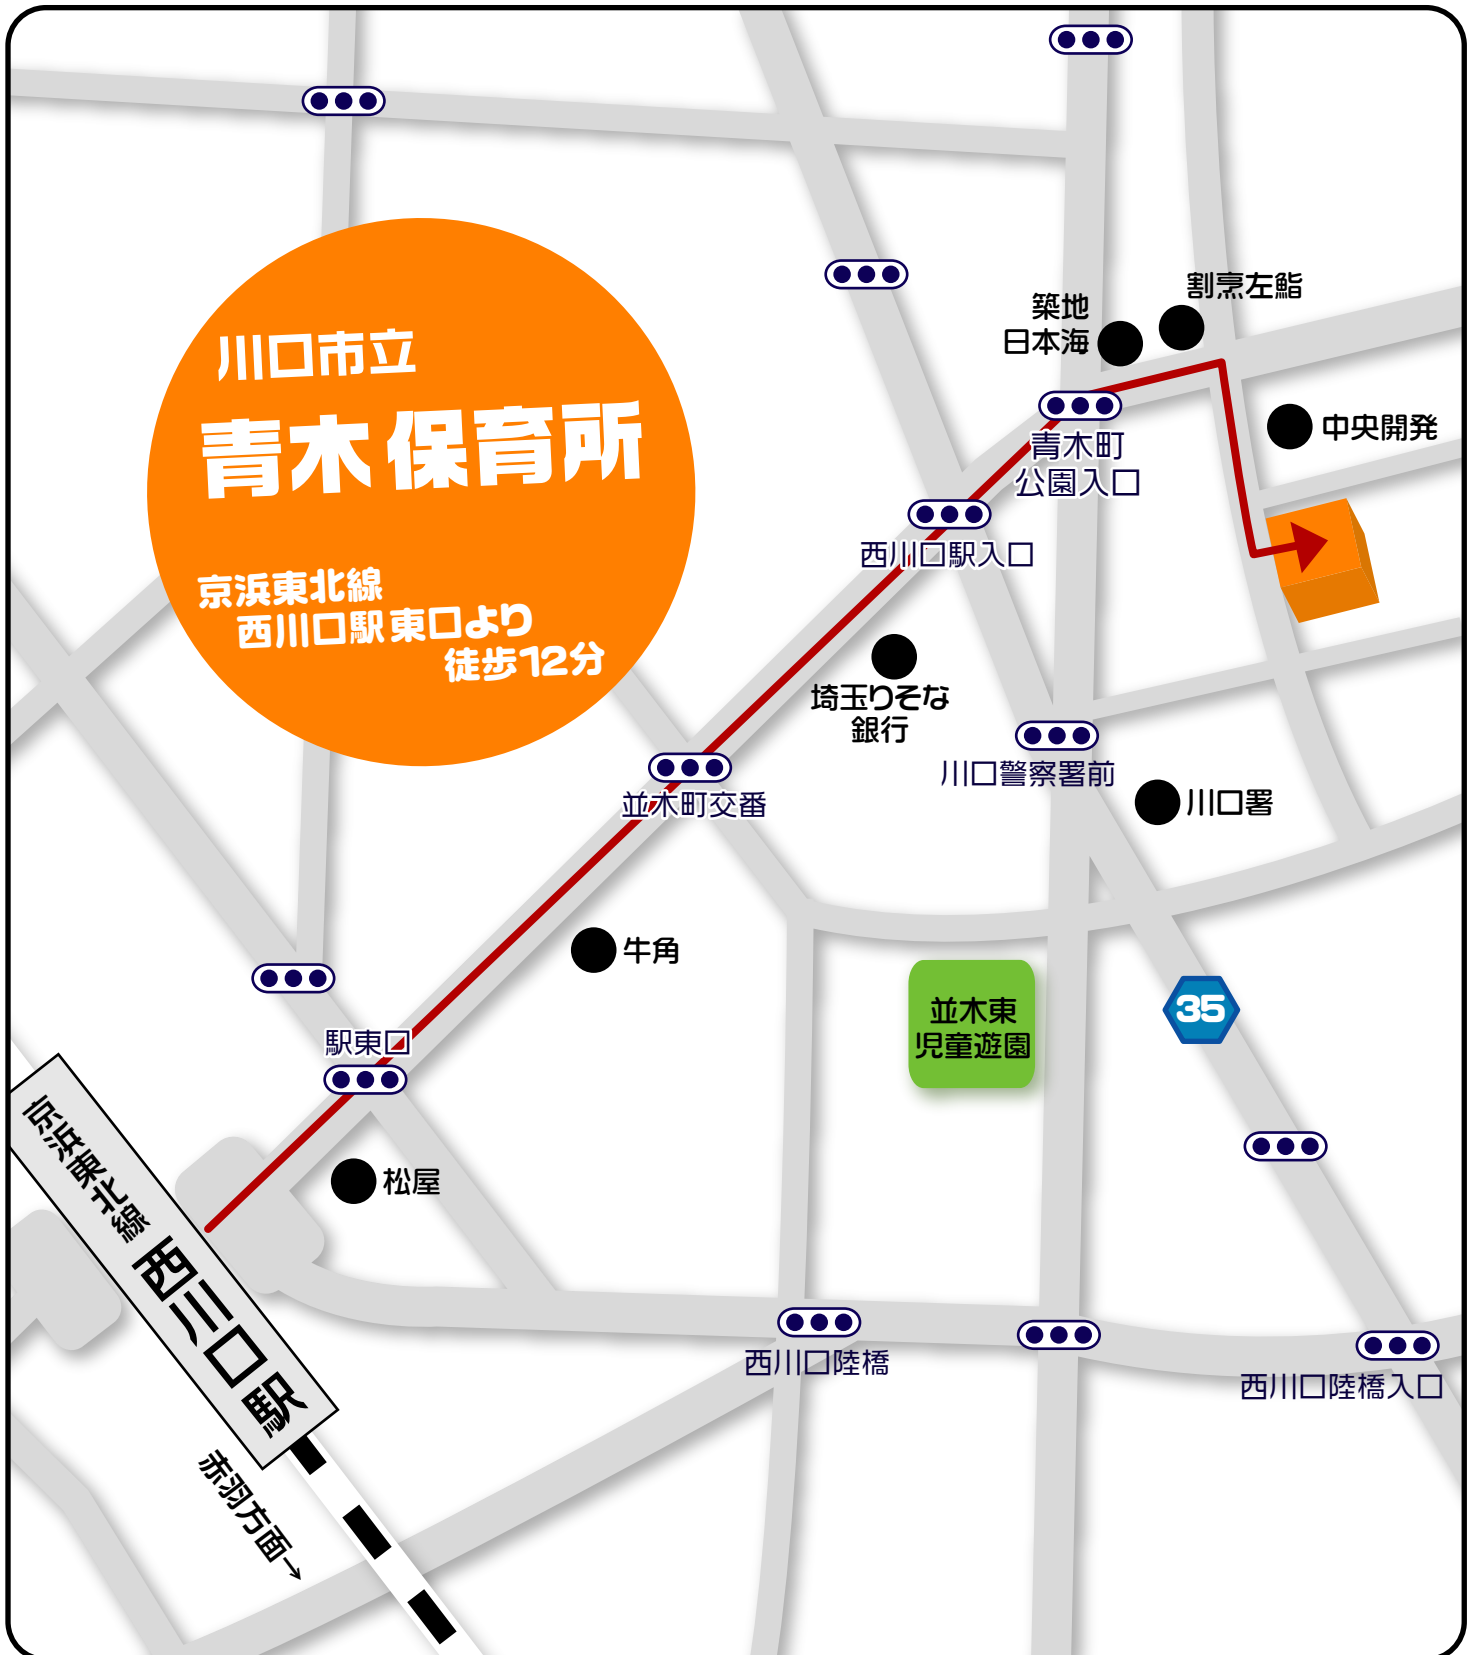 川口市立
青木保育所
京浜東北線
西川口駅東口より
徒歩12分
割烹左鮨
築地
日本海
中央開発
青木町
公園入口
西川口駅入口
埼玉りそな
銀行
川口警察署前
川口署
並木町交番
牛角
並木東
児童遊園
35
駅東口
松屋
京浜東北線 西川口駅
西川口陸橋
西川口陸橋入口
赤羽方面→